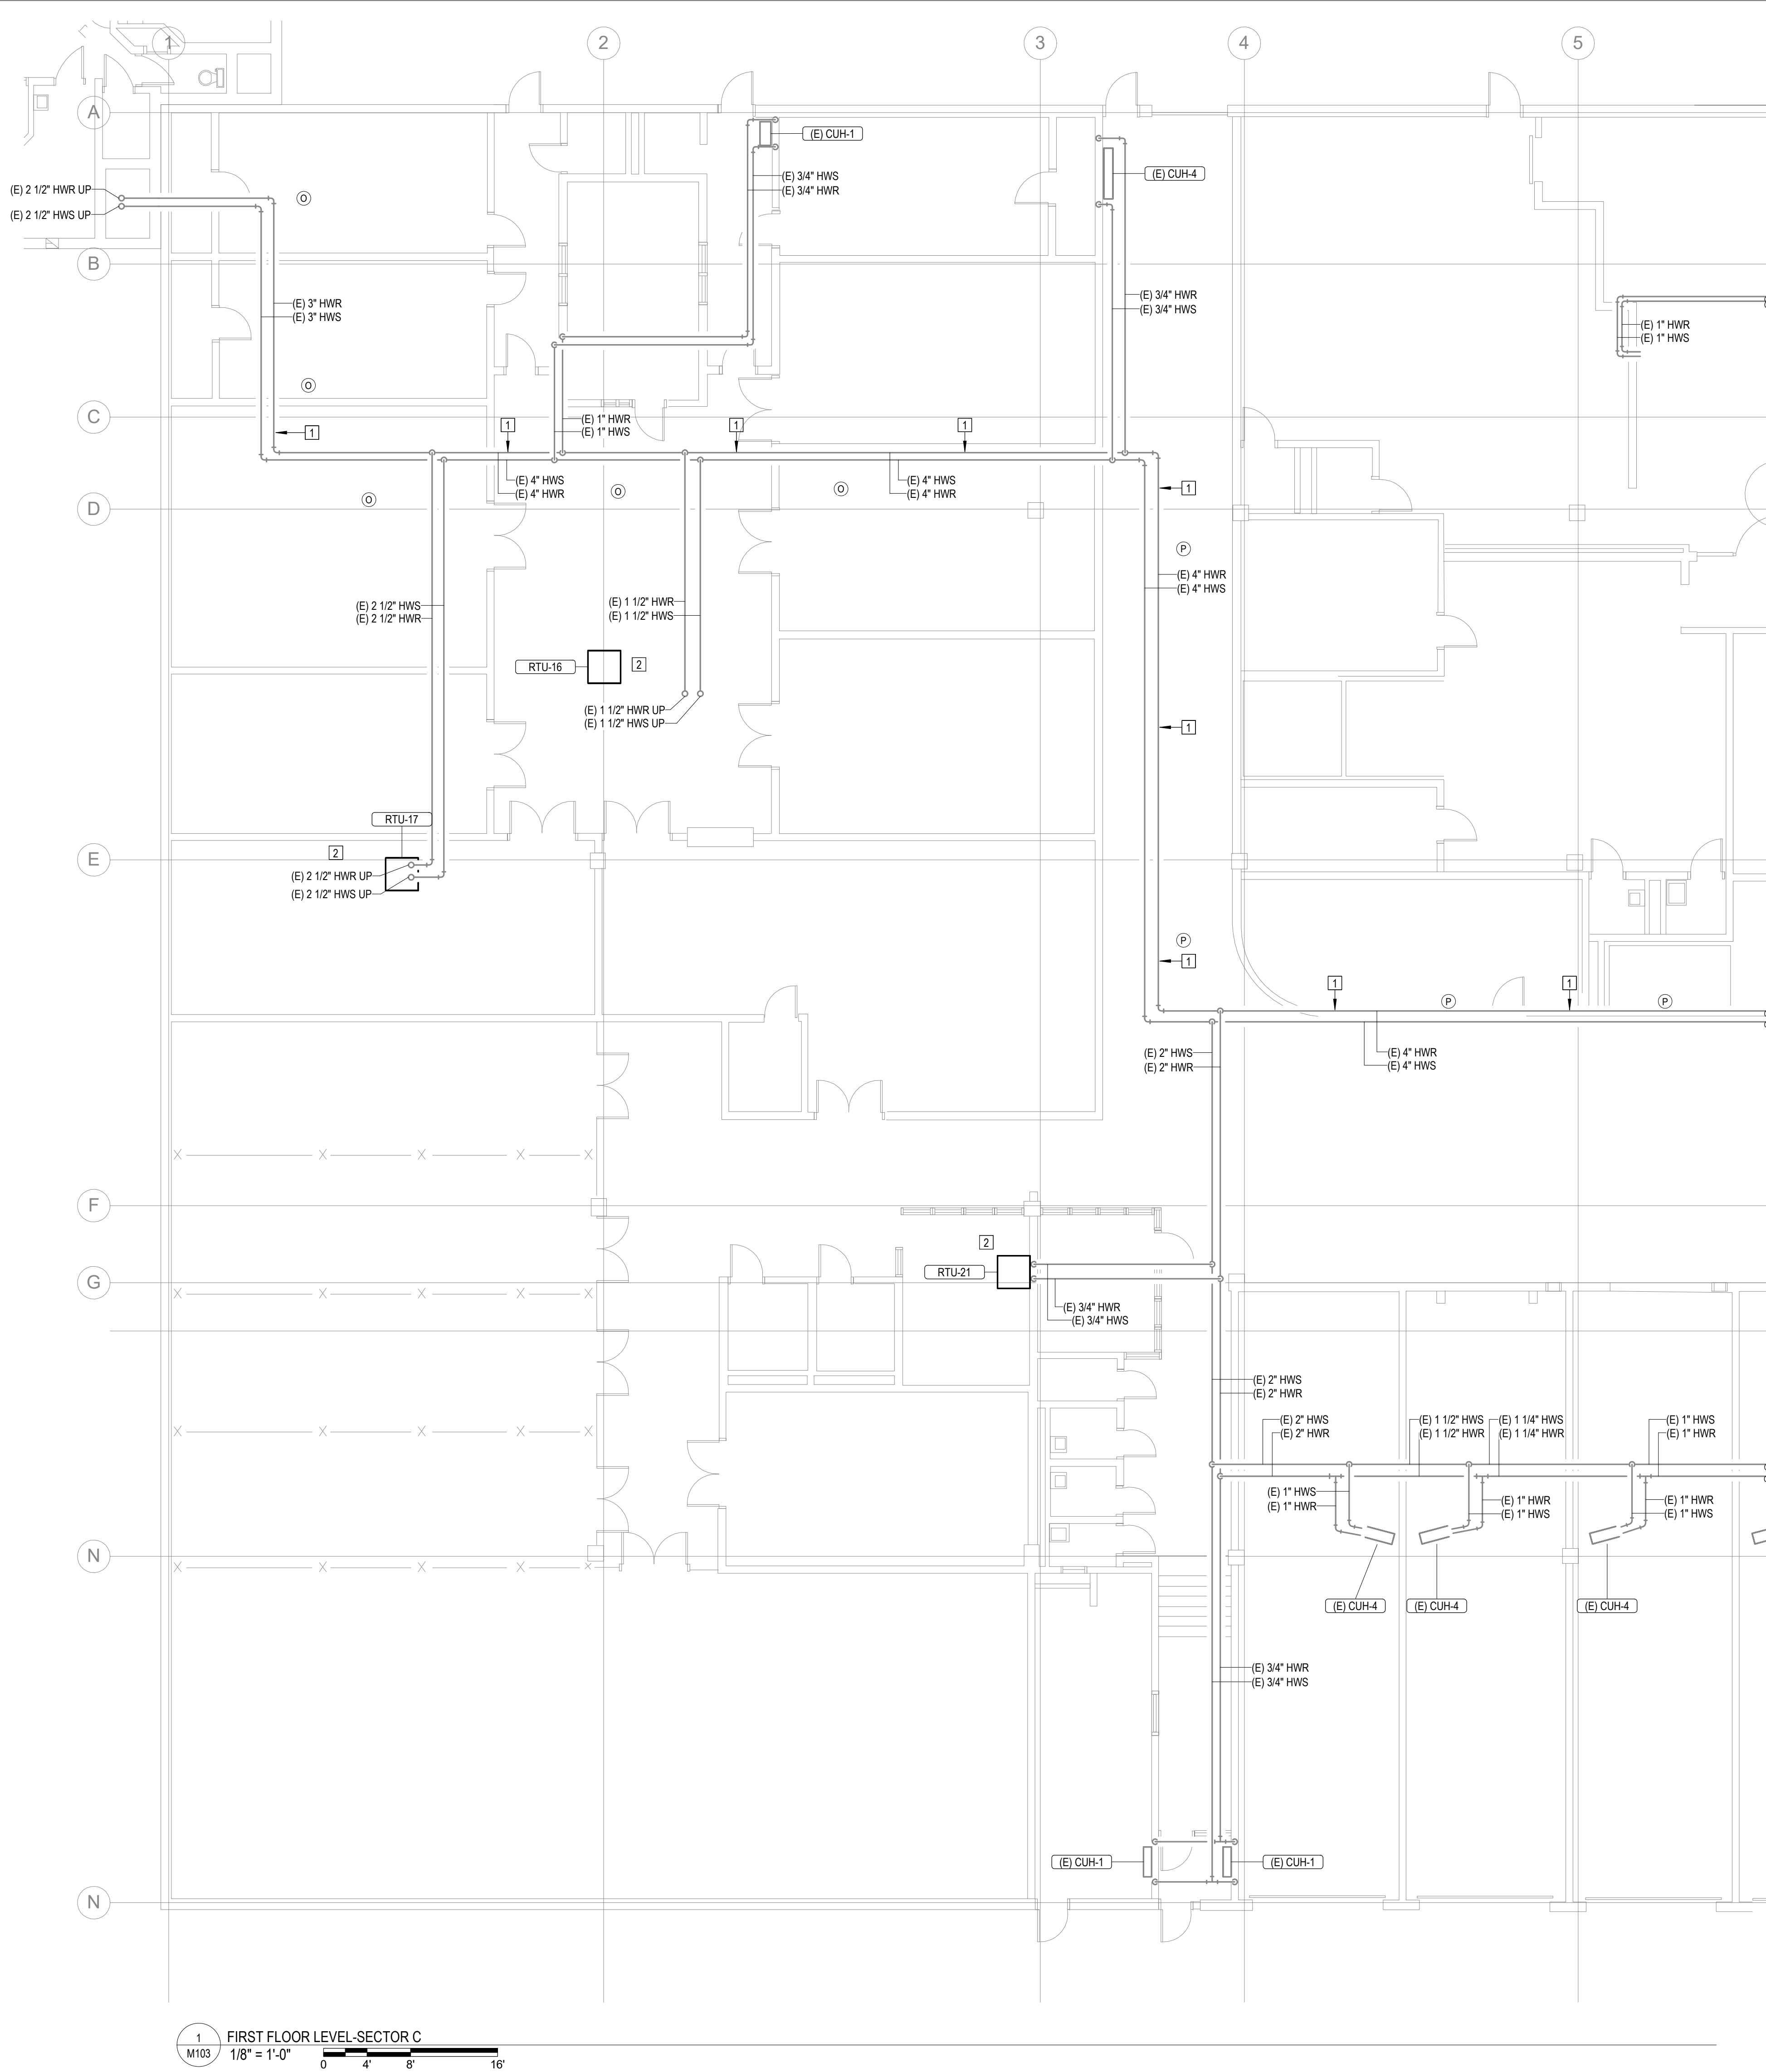 1
2
3
4
5
A
(E) CUH-1
(E) CUH-4
(E) 3/4" HWS
(E) 3/4" HWR
(E) 2 1/2" HWR UP
(E) 2 1/2" HWS UP
O
B
(E) 3" HWR
(E) 3" HWS
(E) 3/4" HWR
(E) 3/4" HWS
(E) 1" HWR
(E) 1" HWS
O
C
1
1
(E) 1" HWR
(E) 1" HWS
1
1
(E) 4" HWS
(E) 4" HWR
(E) 4" HWS
(E) 4" HWR
1
O
O
O
D
P
(E) 4" HWR
(E) 4" HWS
(E) 2 1/2" HWS
(E) 2 1/2" HWR
(E) 1 1/2" HWR
(E) 1 1/2" HWS
RTU-16
2
(E) 1 1/2" HWR UP
(E) 1 1/2" HWS UP
1
RTU-17
2
E
(E) 2 1/2" HWR UP
(E) 2 1/2" HWS UP
P
1
1
P
1
P
(E) 2" HWS
(E) 2" HWR
(E) 4" HWR
(E) 4" HWS
X X X X X
F
2
G
RTU-21
X X X X X
(E) 3/4" HWR
(E) 3/4" HWS
(E) 2" HWS
(E) 2" HWR
X X X X X
(E) 2" HWS
(E) 2" HWR
(E) 1 1/2" HWS
(E) 1 1/2" HWR
(E) 1 1/4" HWS
(E) 1 1/4" HWR
(E) 1" HWS
(E) 1" HWR
(E) 1" HWS
(E) 1" HWR
(E) 1" HWR
(E) 1" HWS
(E) 1" HWR
(E) 1" HWS
N
X X X X X
(E) CUH-4
(E) CUH-4
(E) CUH-4
(E) 3/4" HWR
(E) 3/4" HWS
(E) CUH-1
(E) CUH-1
N
1
M103
FIRST FLOOR LEVEL-SECTOR C
1/8" = 1'-0"
0 4' 8' 16'